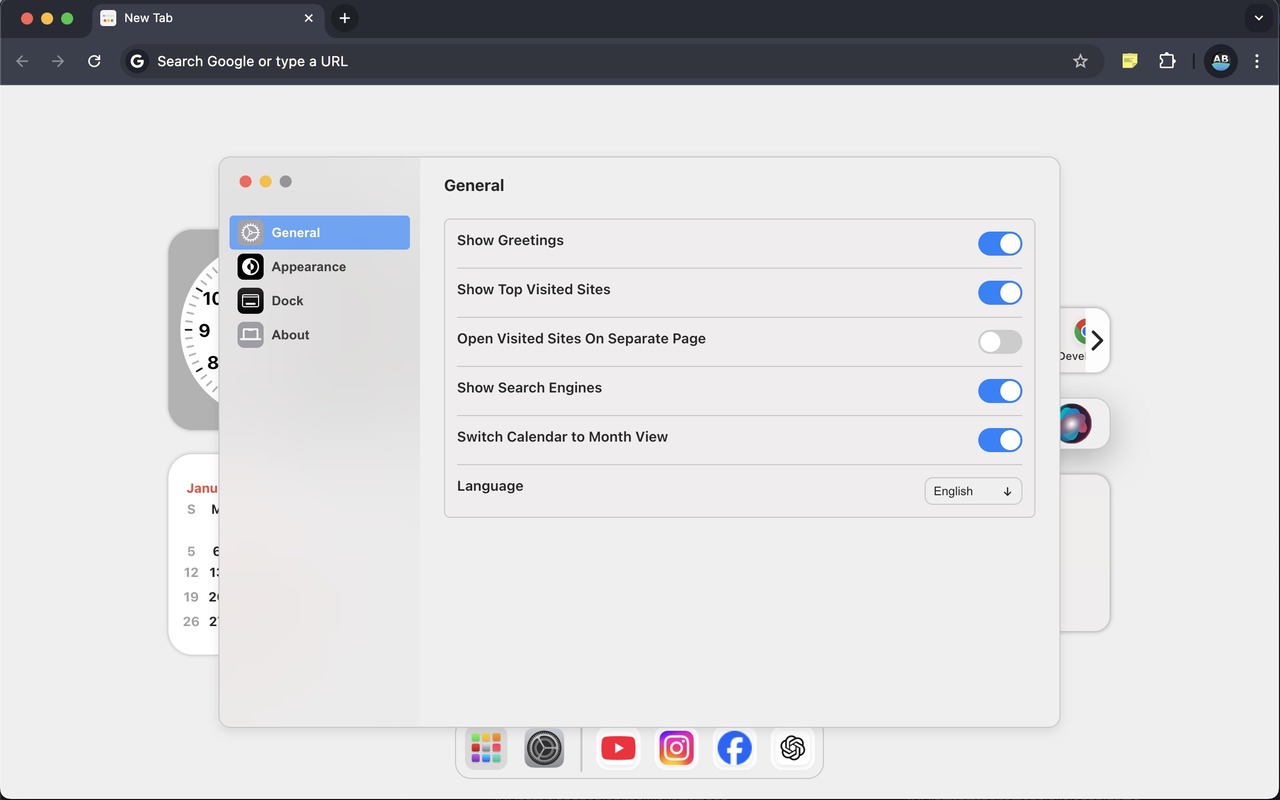 New Tab
Search Google or type a URL
AB
General
General
Appearance
Dock
About
Show Greetings
Show Top Visited Sites
Open Visited Sites On Separate Page
Show Search Engines
Switch Calendar to Month View
Language
English
10
9
8
Janu
S M
5 6
12 13
19 20
26 27
Devel